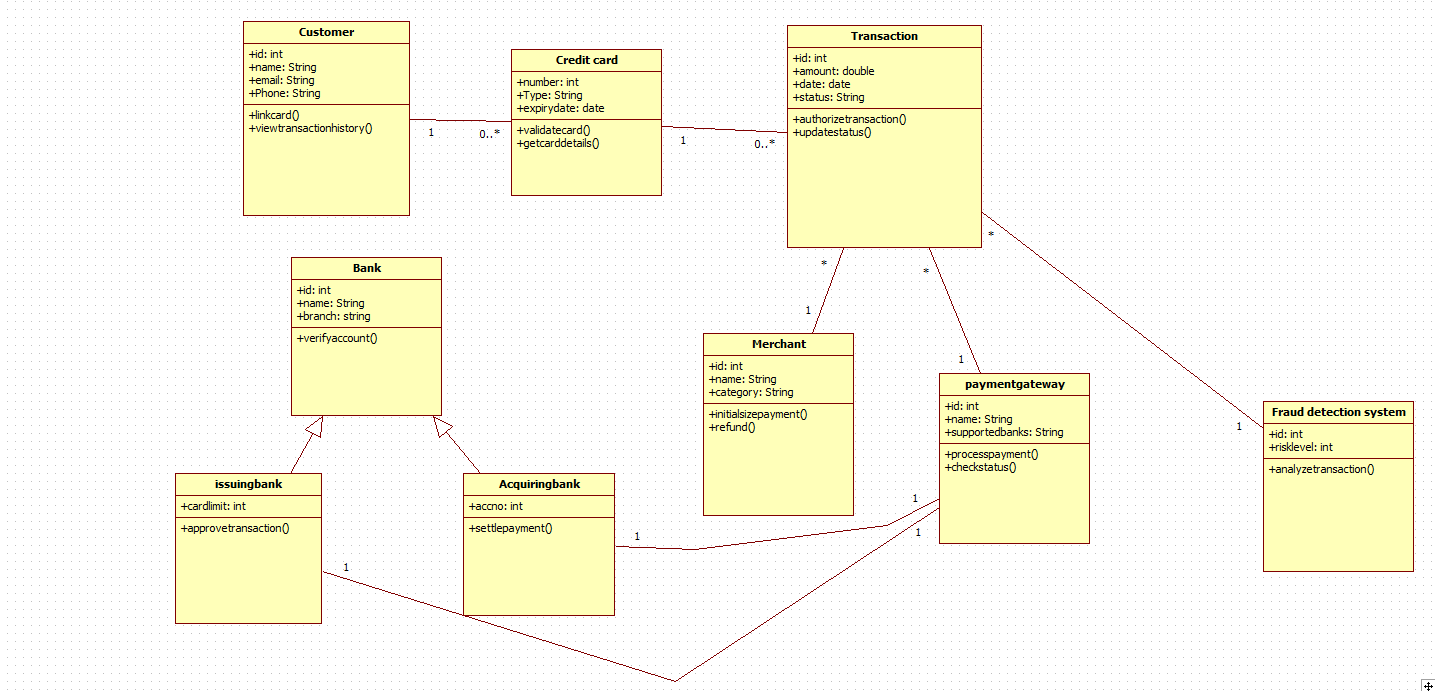 Customer
+id: int
+name: String
+email: String
+Phone: String
+linkcard()
+viewtransactionhistory()
1
0..*
Credit card
+number: int
+Type: String
+expirydate: date
+validatecard()
+getcarddetails()
1
0..*
Transaction
+id: int
+amount: double
+date: date
+status: String
+authorizetransaction()
+updatestatus()
*
1
*
1
*
1
Bank
+id: int
+name: String
+branch: string
+verifyaccount()
Merchant
+id: int
+name: String
+category: String
+initialsizepayment()
+refund()
paymentgateway
+id: int
+name: String
+supportedbanks: String
+processpayment()
+checkstatus()
Fraud detection system
+id: int
+risklevel: int
+analyzetransaction()
issuingbank
+cardlimit: int
+approvetransaction()
Acquiringbank
+accno: int
+settlepayment()
1
1
1
1